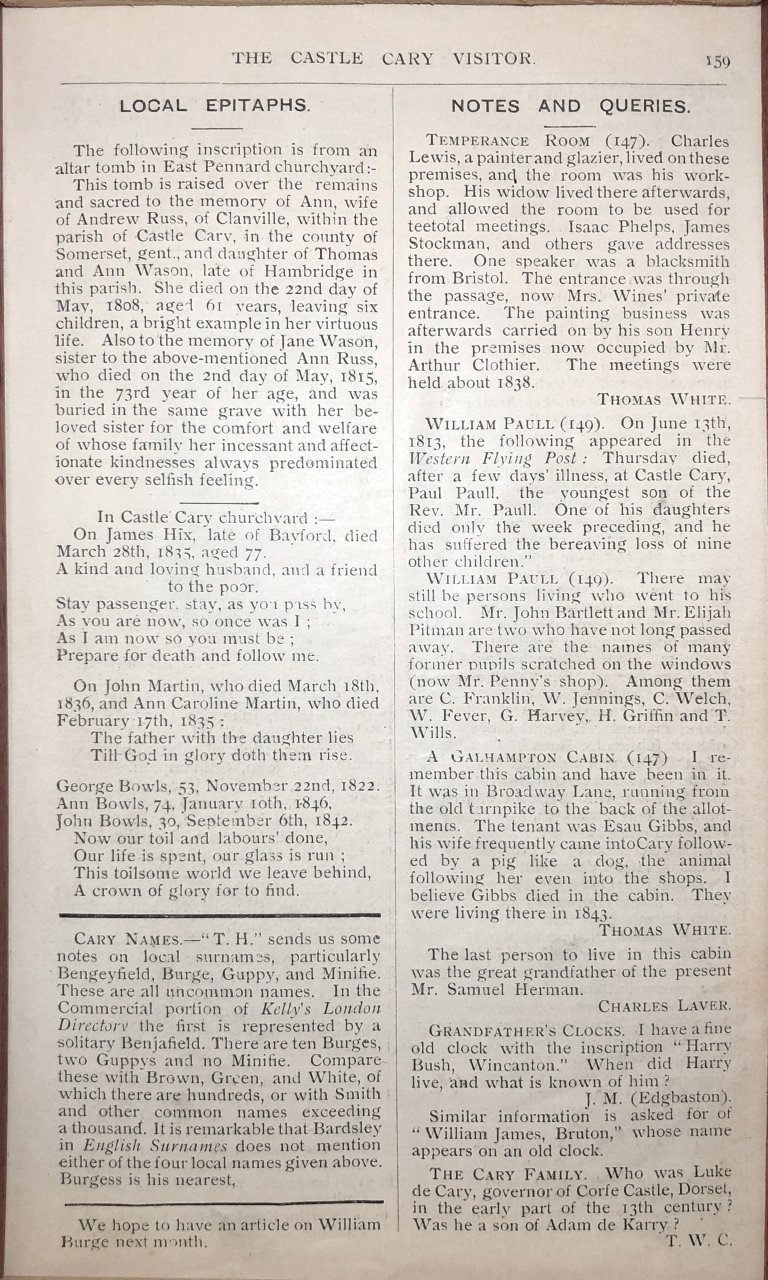 THE CASTLE CARY VISITOR.
159
LOCAL EPITAPHS.
The following inscription is from an
altar tomb in East Pennard churchyard:-
This tomb is raised over the remains
and sacred to the memory of Ann, wife
of Andrew Russ, of Clanville, within the
parish of Castle Cary, in the county of
Somerset, gent., and daughter of Thomas
and Ann Wason, late of Hambridge in
this parish. She died on the 22nd day of
May, 1808, aged 61 years, leaving six
children, a bright example in her virtuous
life. Also to the memory of Jane Wason,
sister to the above-mentioned Ann Russ,
who died on the 2nd day of May, 1815,
in the 73rd year of her age, and was
buried in the same grave with her be-
loved sister for the comfort and welfare
of whose family her incessant and affect-
ionate kindnesses always predominated
over every selfish feeling.
In Castle Cary churchyard :—
On James Hix, late of Bayford, died
March 28th, 1835, aged 77.
A kind and loving husband, and a friend
to the poor.
Stay passenger, stay, as you pass by,
As you are now, so once was I ;
As I am now so you must be ;
Prepare for death and follow me.
On John Martin, who died March 18th,
1836, and Ann Caroline Martin, who died
February 17th, 1835 :
The father with the daughter lies
Till God in glory doth them rise.
George Bowls, 53, November 22nd, 1822.
Ann Bowls, 74, January 10th, 1846,
John Bowls, 30, September 6th, 1842.
Now our toil and labours' done,
Our life is spent, our glass is run ;
This toilsome world we leave behind,
A crown of glory for to find.
CARY NAMES.—"T. H." sends us some
notes on local surnames, particularly
Bengeyfield, Burge, Guppy, and Minifie.
These are all uncommon names. In the
Commercial portion of Kelly's London
Directory the first is represented by a
solitary Benjafield. There are ten Burges,
two Guppys and no Minifie. Compare
these with Brown, Green, and White, of
which there are hundreds, or with Smith
and other common names exceeding
a thousand. It is remarkable that Bardsley
in English Surnames does not mention
either of the four local names given above.
Burgess is his nearest,
We hope to have an article on William
Burge next month.
NOTES AND QUERIES.
TEMPERANCE ROOM (147). Charles
Lewis, a painter and glazier, lived on these
premises, and the room was his work-
shop. His widow lived there afterwards,
and allowed the room to be used for
teetotal meetings. Isaac Phelps, James
Stockman, and others gave addresses
there. One speaker was a blacksmith
from Bristol. The entrance was through
the passage, now Mrs. Wines' private
entrance. The painting business was
afterwards carried on by his son Henry
in the premises now occupied by Mr.
Arthur Clothier. The meetings were
held about 1838.
THOMAS WHITE.
WILLIAM PAULL (149). On June 13th,
1813, the following appeared in the
Western Flying Post : Thursday died,
after a few days' illness, at Castle Cary,
Paul Paull, the youngest son of the
Rev. Mr. Paull. One of his daughters
died only the week preceding, and he
has suffered the bereaving loss of nine
other children."
WILLIAM PAULL (149). There may
still be persons living who went to his
school. Mr. John Bartlett and Mr. Elijah
Pitman are two who have not long passed
away. There are the names of many
former pupils scratched on the windows
(now Mr. Penny's shop). Among them
are C. Franklin, W. Jennings, C. Welch,
W. Fever, G. Harvey, H. Griffin and T.
Wills.
A GALHAMPTON CABIN (147) I re-
member this cabin and have been in it.
It was in Broadway Lane, running from
the old turnpike to the back of the allot-
ments. The tenant was Esau Gibbs, and
his wife frequently came into Cary follow-
ed by a pig like a dog, the animal
following her even into the shops. I
believe Gibbs died in the cabin. They
were living there in 1843.
THOMAS WHITE.
The last person to live in this cabin
was the great grandfather of the present
Mr. Samuel Herman.
CHARLES LAVER.
GRANDFATHER'S CLOCKS. I have a fine
old clock with the inscription "Harry
Bush, Wincanton." When did Harry
live, and what is known of him ?
J. M. (Edgbaston).
Similar information is asked for of
"William James, Bruton," whose name
appears on an old clock.
THE CARY FAMILY. Who was Luke
de Cary, governor of Corfe Castle, Dorset,
in the early part of the 13th century ?
Was he a son of Adam de Karry ?
T. W. C.